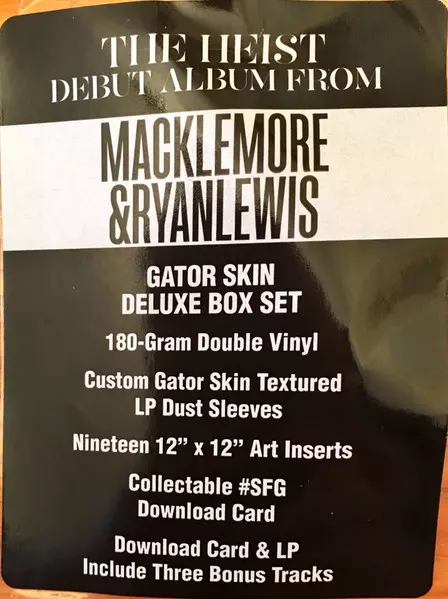 THE HEIST
DEBUT ALBUM FROM
MACKLEMORE
&RYANLEWIS
GATOR SKIN
DELUXE BOX SET
180-Gram Double Vinyl
Custom Gator Skin Textured
LP Dust Sleeves
Nineteen 12” x 12” Art Inserts
Collectable #SFG
Download Card
Download Card & LP
Include Three Bonus Tracks